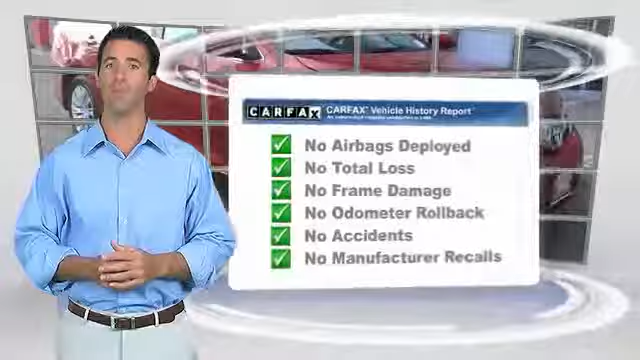 CARFAX CARFAX Vehicle History Report™
No Airbags Deployed
No Total Loss
No Frame Damage
No Odometer Rollback
No Accidents
No Manufacturer Recalls